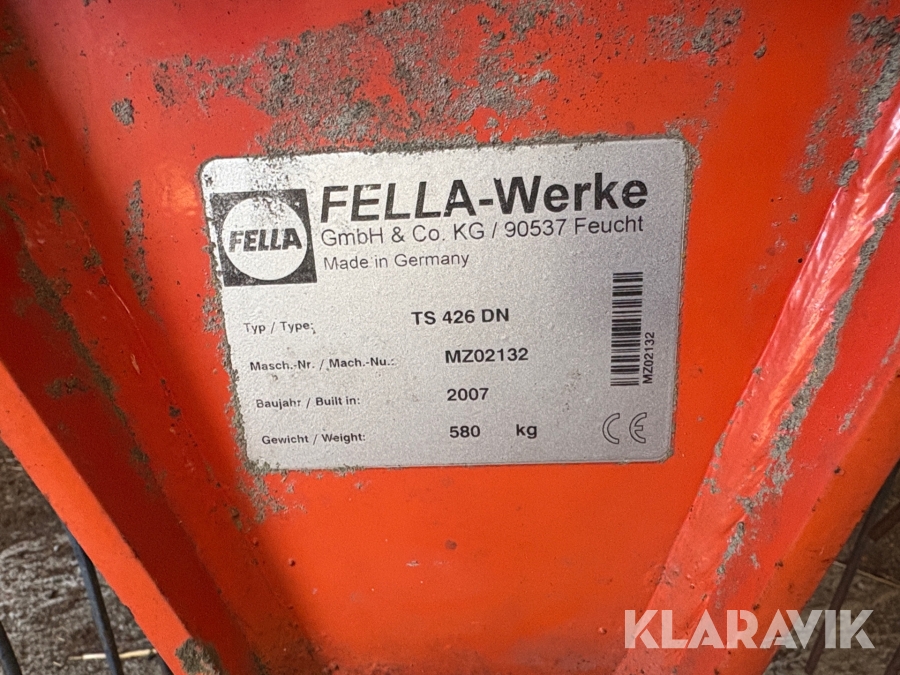 KLARAVIK
FELLA
FELLA-Werke
GmbH & Co. KG / 90537 Feucht
Made in Germany
Typ / Type: TS 426 DN
Masch.-Nr. / Mach.-Nu.: MZ02132
Baujahr / Built in: 2007
Gewicht / Weight: 580 kg
MZ02132
CE
KLARAVIK